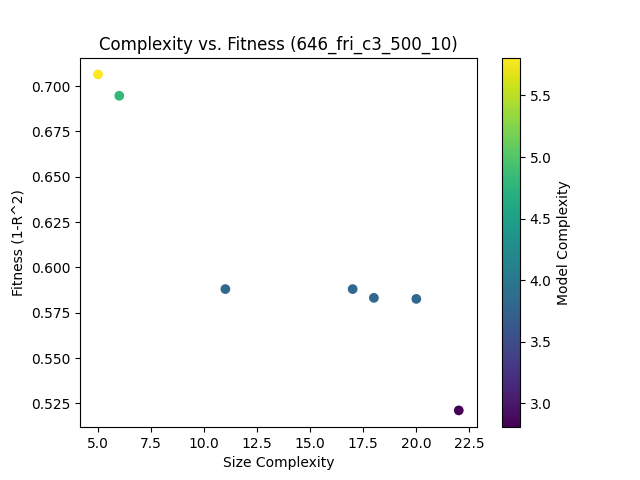 Complexity vs. Fitness (646_fri_c3_500_10)
Fitness (1-R^2)
0.700
0.675
0.650
0.625
0.600
0.575
0.550
0.525
5.0 7.5 10.0 12.5 15.0 17.5 20.0 22.5
Size Complexity
5.5
5.0
4.5
4.0
3.5
3.0
Model Complexity